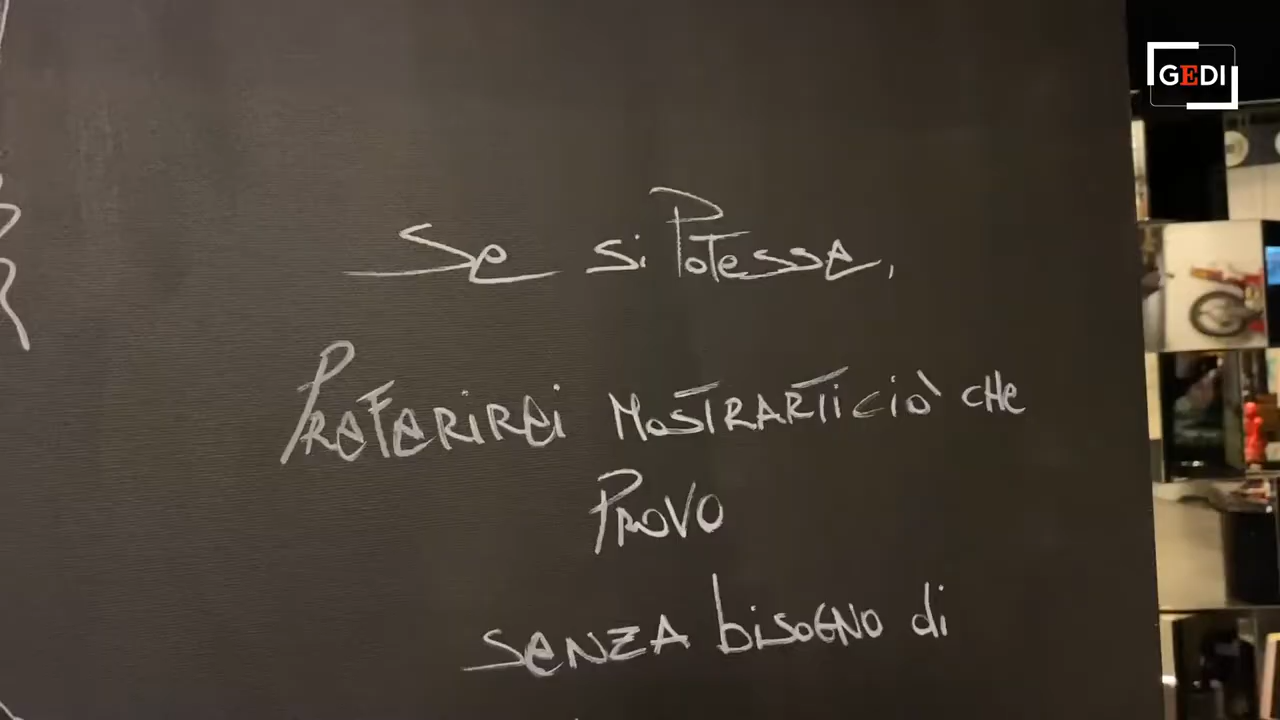 GEDI
Se si Potesse,
PReFeRiRei MoSTRARTi ciò cHe
PRoVo
SeNZA biSoGNo di